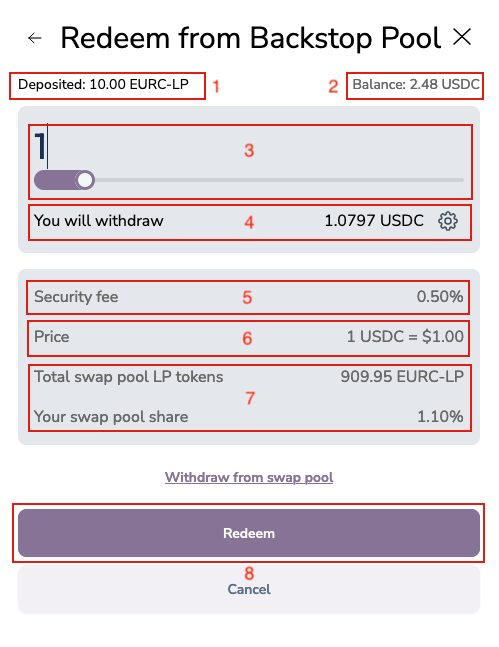 ← Redeem from Backstop Pool ×
Deposited: 10.00 EURC-LP 1 2 Balance: 2.48 USDC
1 3
You will withdraw 4 1.0797 USDC
Security fee 5 0.50%
Price 6 1 USDC = $1.00
Total swap pool LP tokens 909.95 EURC-LP
7
Your swap pool share 1.10%
Withdraw from swap pool
Redeem
8
Cancel